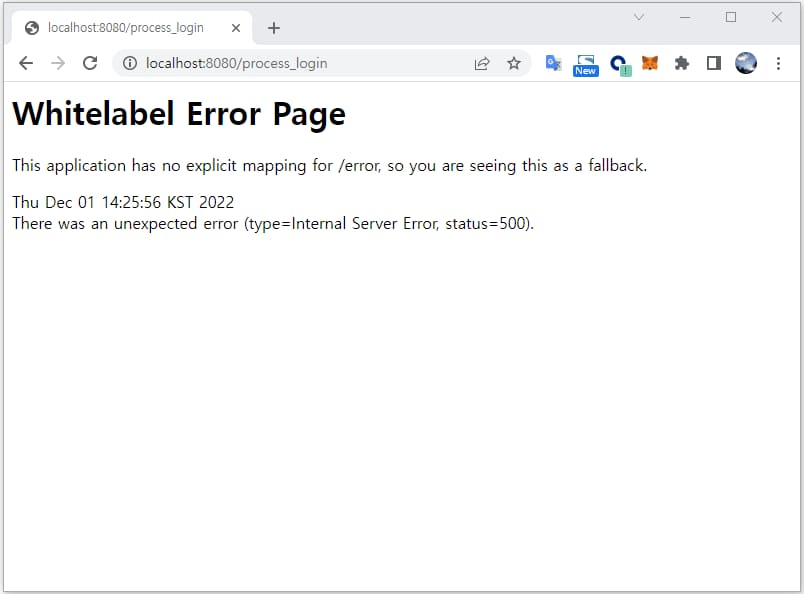 localhost:8080/process_login
localhost:8080/process_login
New
Whitelabel Error Page
This application has no explicit mapping for /error, so you are seeing this as a fallback.
Thu Dec 01 14:25:56 KST 2022
There was an unexpected error (type=Internal Server Error, status=500).